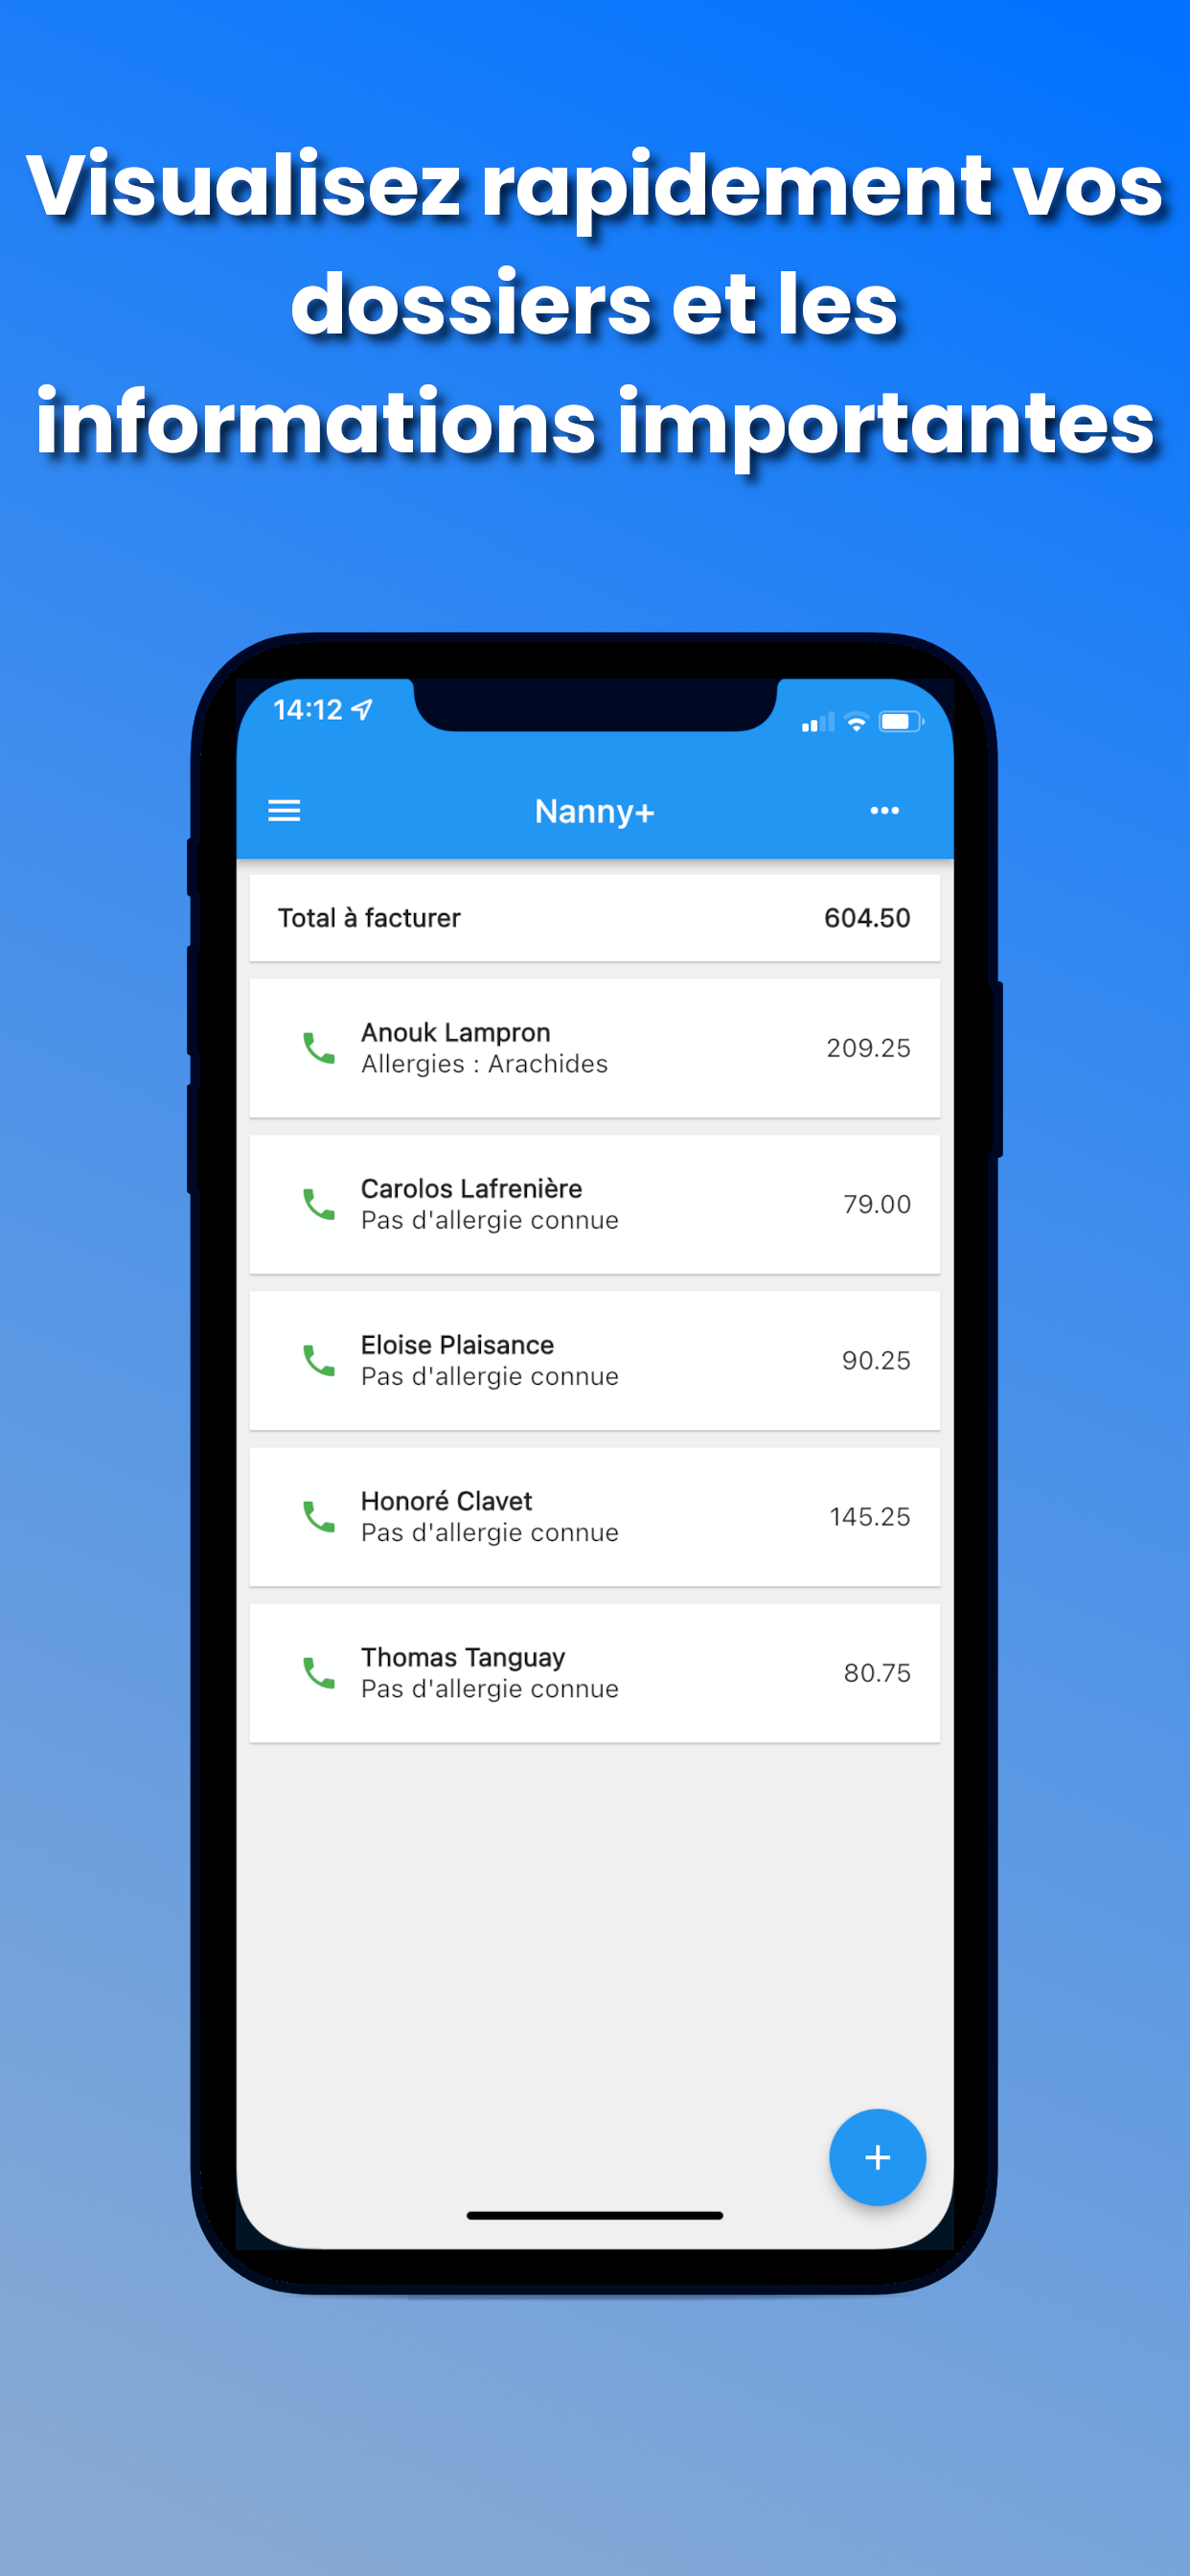 Visualisez rapidement vos
dossiers et les
informations importantes
14:12
Nanny+
Total à facturer 604.50
Anouk Lampron
Allergies : Arachides 209.25
Carolos Lafrenière
Pas d'allergie connue 79.00
Eloise Plaisance
Pas d'allergie connue 90.25
Honoré Clavet
Pas d'allergie connue 145.25
Thomas Tanguay
Pas d'allergie connue 80.75